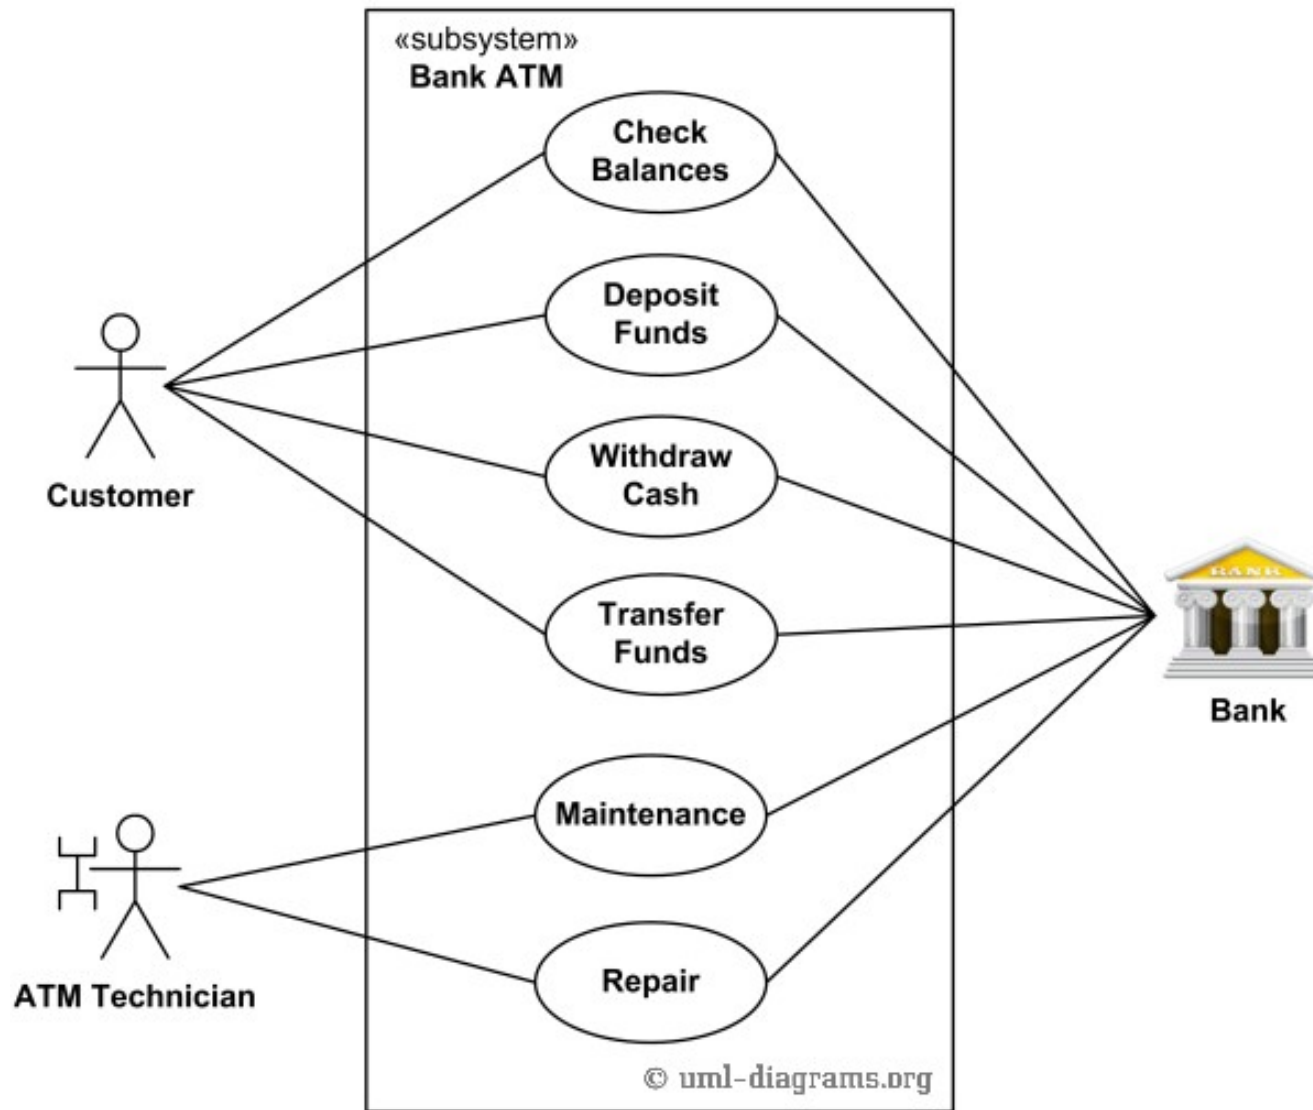 «subsystem»
Bank ATM
Check
Balances
Deposit
Funds
Customer
Withdraw
Cash
BANK
Transfer
Funds
Bank
Maintenance
ATM Technician
Repair
© uml-diagrams.org